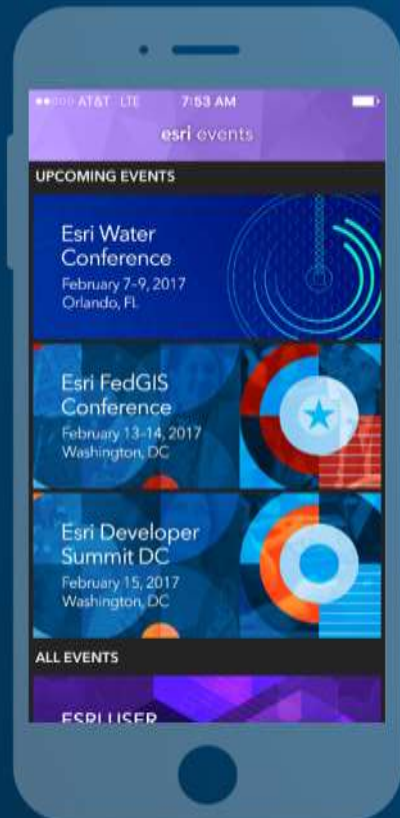 AT&T LTE 7:53 AM
esri events
UPCOMING EVENTS
Esri Water
Conference
February 7-9, 2017
Orlando, FL
Esri FedGIS
Conference
February 13-14, 2017
Washington, DC
Esri Developer
Summit DC
February 15, 2017
Washington, DC
ALL EVENTS
ESRI USER